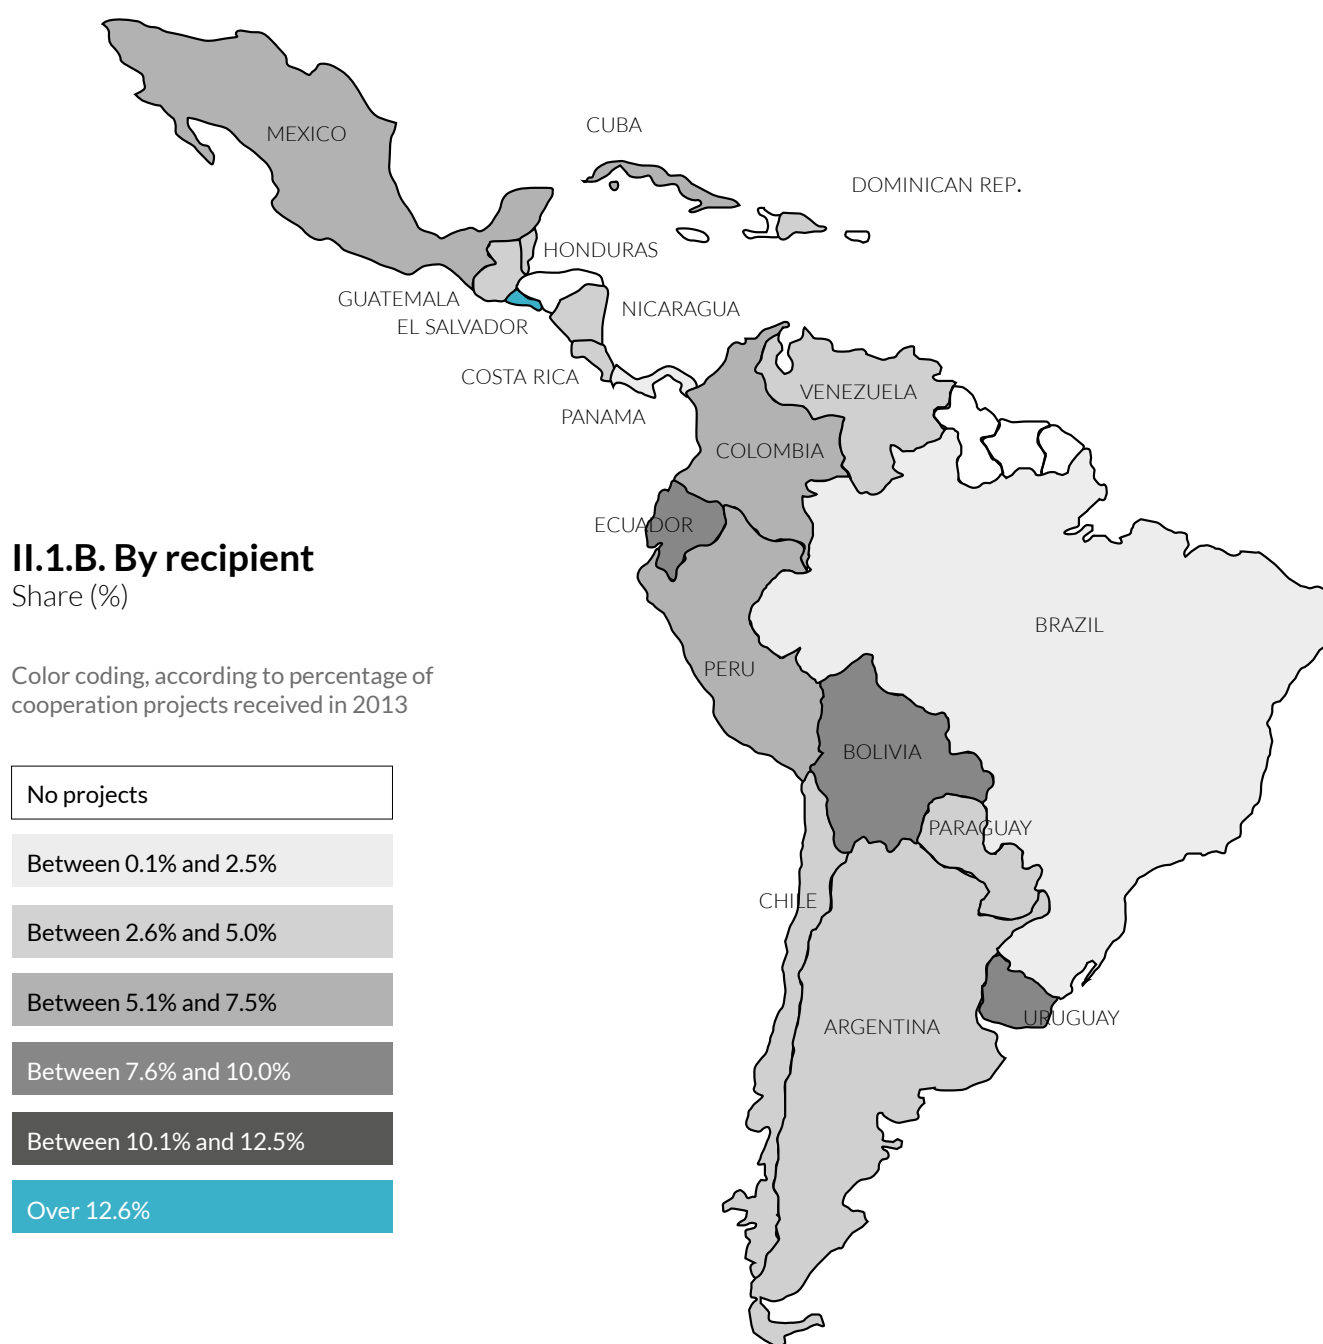 MEXICO
CUBA
DOMINICAN REP.
HONDURAS
GUATEMALA
NICARAGUA
EL SALVADOR
COSTA RICA
VENEZUELA
PANAMA
COLOMBIA
ECUADOR
II.1.B. By recipient
Share (%)
BRAZIL
PERU
Color coding, according to percentage of
cooperation projects received in 2013
BOLIVIA
No projects
PARAGUAY
Between 0.1% and 2.5%
CHILE
Between 2.6% and 5.0%
Between 5.1% and 7.5%
URUGUAY
ARGENTINA
Between 7.6% and 10.0%
Between 10.1% and 12.5%
Over 12.6%